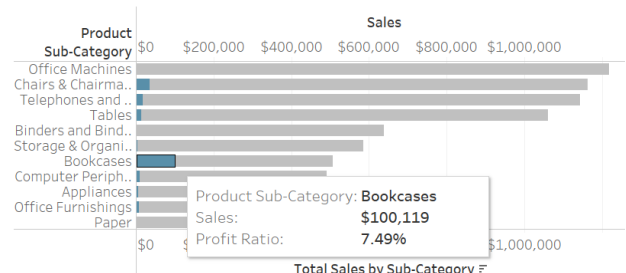 Sales
Product
Sub-Category
$0 $200,000 $400,000 $600,000 $800,000 $1,000,000
Office Machines
Chairs & Chairma..
Telephones and ..
Tables
Binders and Bind..
Storage & Organi..
Bookcases
Computer Periph..
Appliances
Office Furnishings
Paper
Product Sub-Category: Bookcases
Sales: $100,119
Profit Ratio: 7.49%
$0 $ $1,000,000
Total Sales by Sub-Category